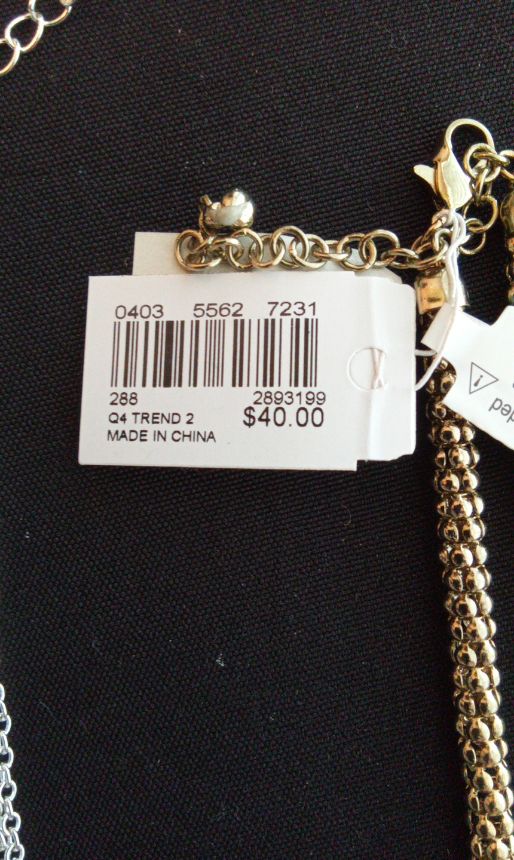 0403 5562 7231
288 2893199
Q4 TREND 2 $40.00
MADE IN CHINA